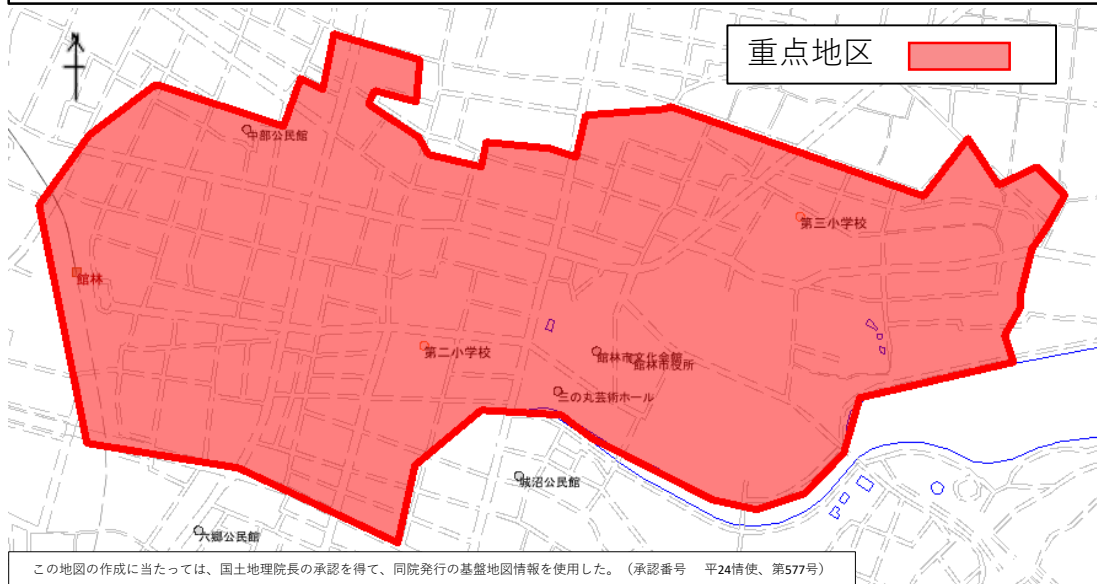 重点地区
中部公民館
第三小学校
館林
第二小学校
館林市文化会館
館林市役所
三の丸芸術ホール
城沼公民館
六郷公民館
この地図の作成に当たっては、国土地理院長の承認を得て、同院発行の基盤地図情報を使用した。（承認番号　平24情使、第577号）